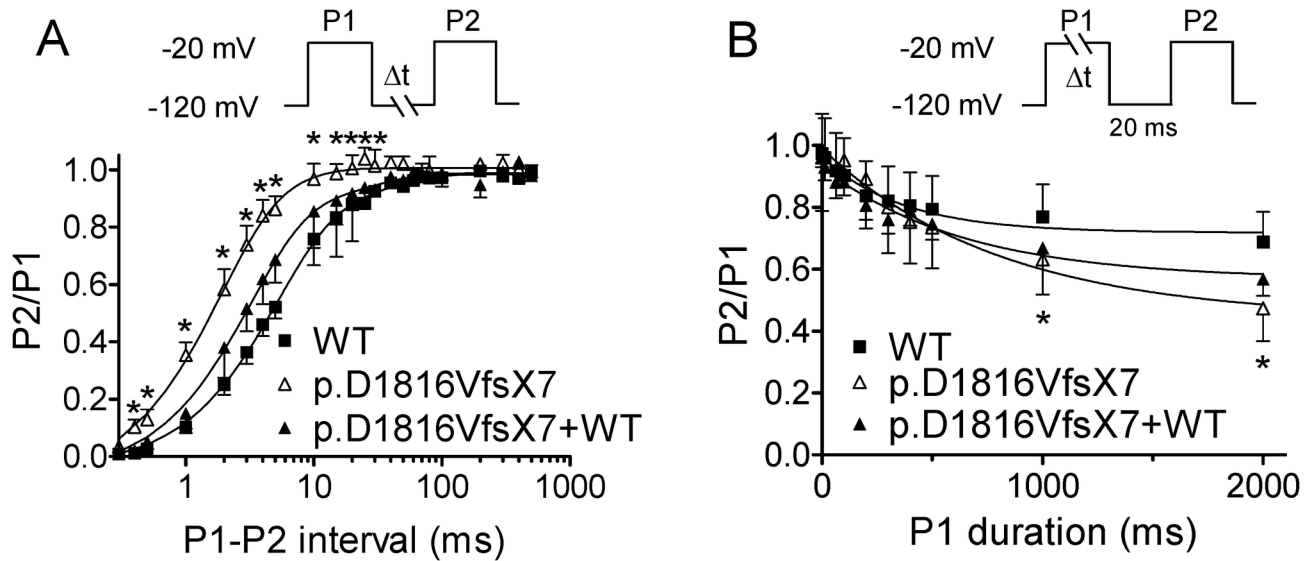 A
P1
P2
-20 mV
Δt
-120 mV
* ****
* * * * * * * *
P2/P1
1.0
0.8
0.6
0.4
0.2
0.0
WT
p.D1816VfsX7
p.D1816VfsX7+WT
1
10
100
1000
P1-P2 interval (ms)
B
P1
P2
-20 mV
Δt
-120 mV
20 ms
P2/P1
1.0
0.8
0.6
0.4
0.2
0.0
*
*
WT
p.D1816VfsX7
p.D1816VfsX7+WT
0
1000
2000
P1 duration (ms)